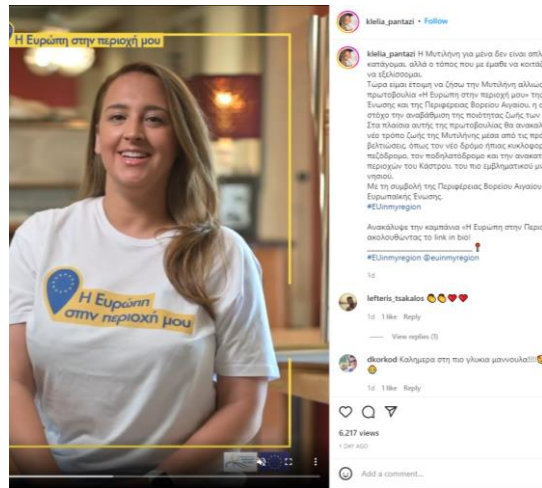 Η Ευρώπη στην περιοχή μου
Η Ευρώπη
στην περιοχή μου
klelia_pantazi • Follow
klelia_pantazi Η Μυτιλήνη για μένα δεν είναι
κατάγομαι, αλλά ο τόπος που με έμαθε να
να εξελίσσομαι.
Τώρα είμαι έτοιμη να ζήσω την Μυτιλήνη
πρωτοβουλία «Η Ευρώπη στην περιοχή μου» της
Ένωσης και της Περιφέρειας Βορείου Αιγαίου, η
στόχο την αναβάθμιση της ποιότητας ζωής των
Στα πλαίσια αυτής της πρωτοβουλίας θα
νέο τρόπο ζωής της Μυτιλήνης μέσα από τις
βελτιώσεις, όπως τον νέο δρόμο ήπιας
πεζόδρομο, τον ποδηλατόδρομο και την
περιοχών του Κάστρου, του πιο εμβληματικού
νησιού.
Με τη συμβολή της Περιφέρειας Βορείου Αιγαίου
Ευρωπαϊκής Ένωσης.
#EUinmyregion
Ανακάλυψε την καμπάνια «Η Ευρώπη στην
ακολουθώντας το link in bio!
#EUinmyregion @euinmyregion
1d
lefteris_tsakalos
1d 1 like Reply
View replies (3)
dkorkod Καλημερα στη πιο γλυκια μαννουλα!!!!
1d 1 like Reply
6,217 views
1 DAY AGO
Add a comment...